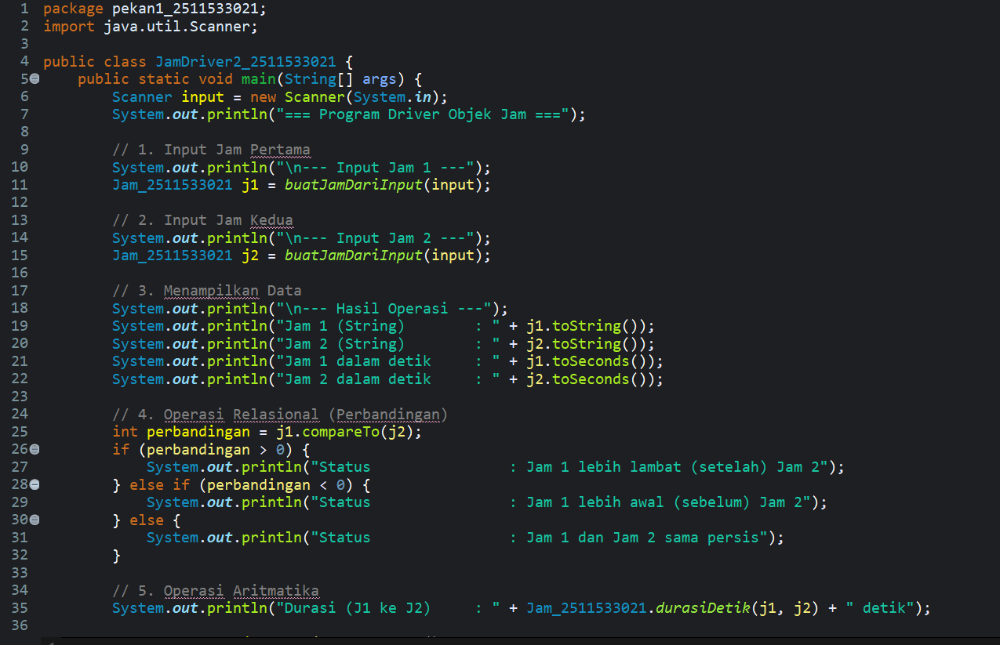 1 package pekan1_2511533021;
2 import java.util.Scanner;
3
4 public class JamDriver2_2511533021 {
5     public static void main(String[] args) {
6         Scanner input = new Scanner(System.in);
7         System.out.println("=== Program Driver Objek Jam ===");
8
9         // 1. Input Jam Pertama
10         System.out.println("\n--- Input Jam 1 ---");
11         Jam_2511533021 j1 = buatJamDariInput(input);
12
13         // 2. Input Jam Kedua
14         System.out.println("\n--- Input Jam 2 ---");
15         Jam_2511533021 j2 = buatJamDariInput(input);
16
17         // 3. Menampilkan Data
18         System.out.println("\n--- Hasil Operasi ---");
19         System.out.println("Jam 1 (String)        : " + j1.toString());
20         System.out.println("Jam 2 (String)        : " + j2.toString());
21         System.out.println("Jam 1 dalam detik     : " + j1.toSeconds());
22         System.out.println("Jam 2 dalam detik     : " + j2.toSeconds());
23
24         // 4. Operasi Relasional (Perbandingan)
25         int perbandingan = j1.compareTo(j2);
26         if (perbandingan > 0) {
27             System.out.println("Status                : Jam 1 lebih lambat (setelah) Jam 2");
28         } else if (perbandingan < 0) {
29             System.out.println("Status                : Jam 1 lebih awal (sebelum) Jam 2");
30         } else {
31             System.out.println("Status                : Jam 1 dan Jam 2 sama persis");
32         }
33
34         // 5. Operasi Aritmatika
35         System.out.println("Durasi (J1 ke J2)     : " + Jam_2511533021.durasiDetik(j1, j2) + " detik");
36